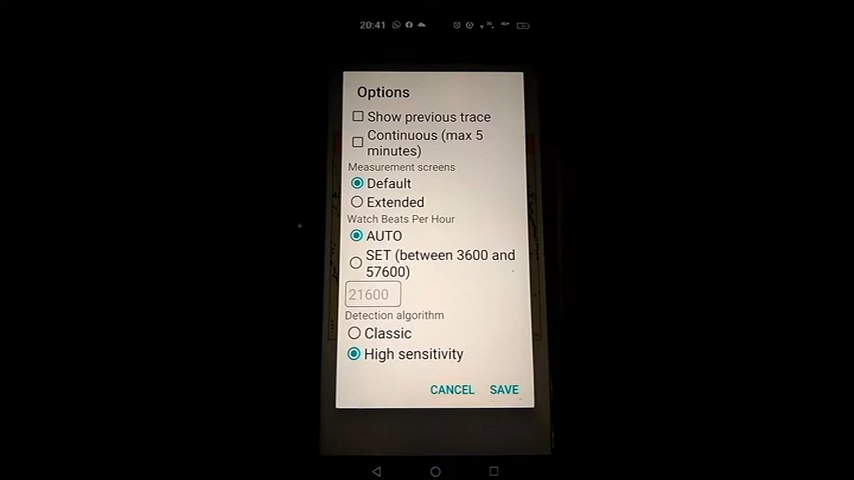 20:41
Options
Show previous trace
Continuous (max 5
minutes)
Measurement screens
Default
Extended
Watch Beats Per Hour
AUTO
SET (between 3600 and
57600)
21600
Detection algorithm
Classic
High sensitivity
CANCEL SAVE